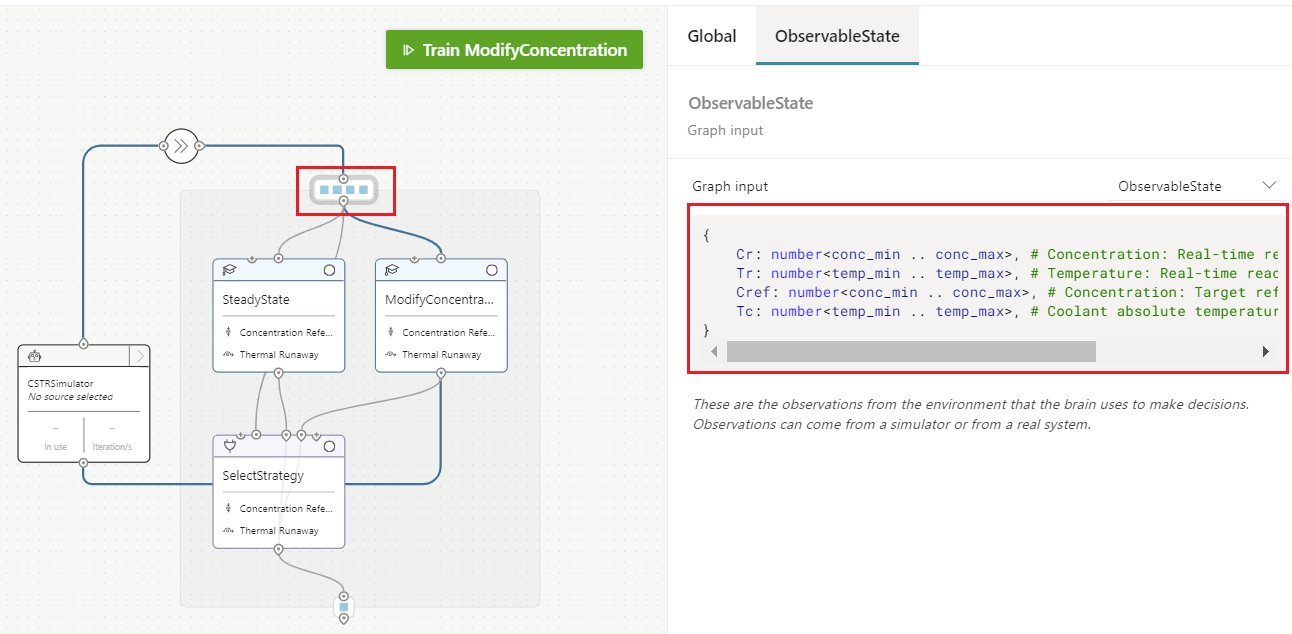 Train ModifyConcentration
SteadyState
Concentration Refe...
Thermal Runaway
ModifyConcentra...
Concentration Refe...
Thermal Runaway
CSTRSimulator
No source selected
–
In use
–
Iteration/s
SelectStrategy
Concentration Refe...
Thermal Runaway
Global
ObservableState
ObservableState
Graph input
Graph input
ObservableState
{
Cr: number<conc_min .. conc_max>, # Concentration: Real-time re
Tr: number<temp_min .. temp_max>, # Temperature: Real-time reac
Cref: number<conc_min .. conc_max>, # Concentration: Target ref
Tc: number<temp_min .. temp_max>, # Coolant absolute temperatur
}
These are the observations from the environment that the brain uses to make decisions.
Observations can come from a simulator or from a real system.